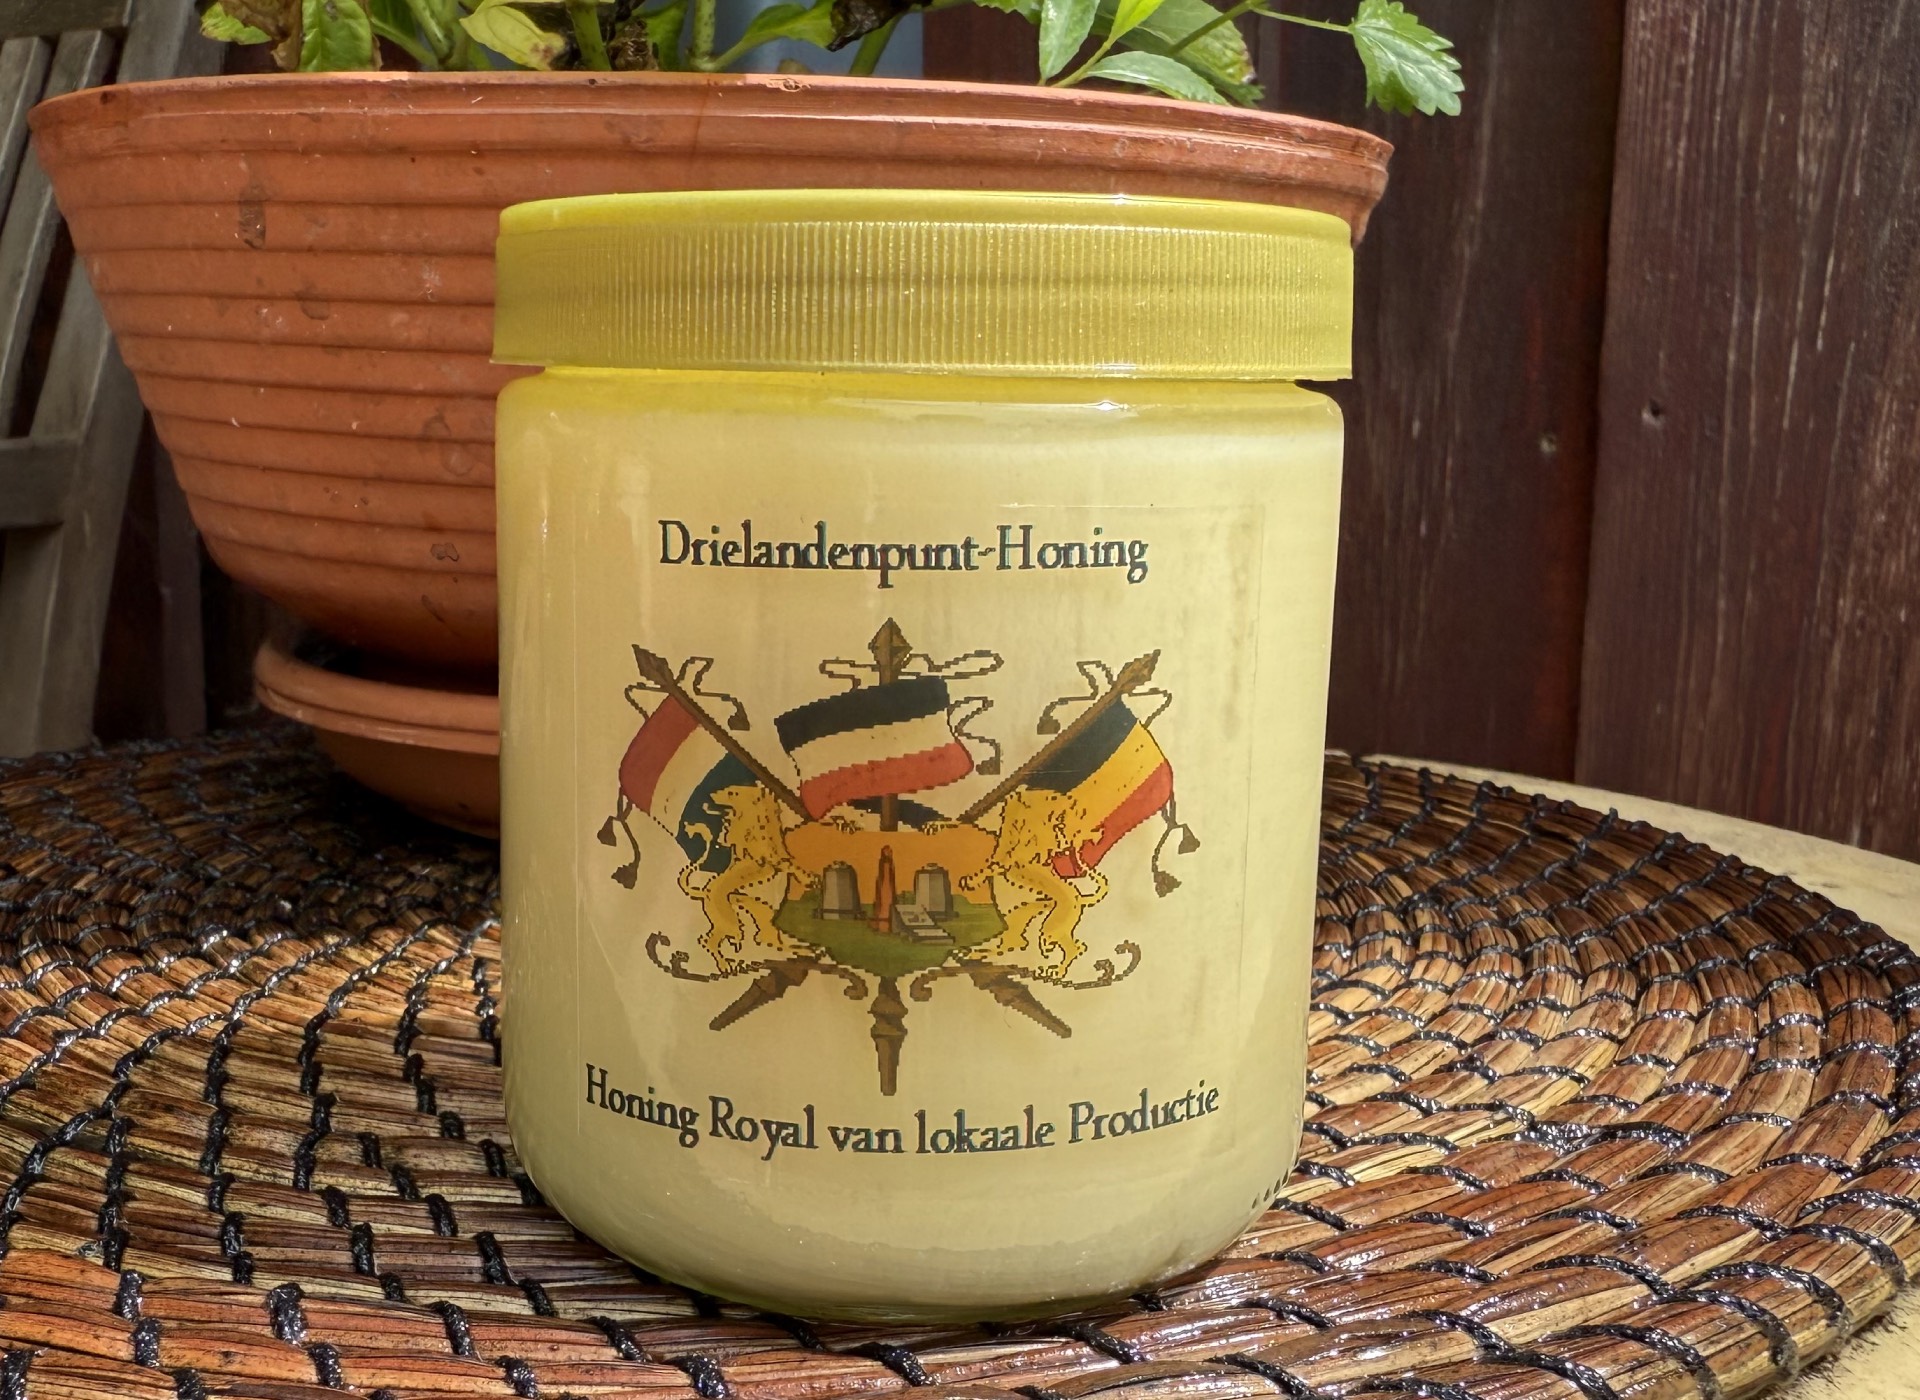 Drielandenpunt-Honing
Honing Royal van lokaale Productie